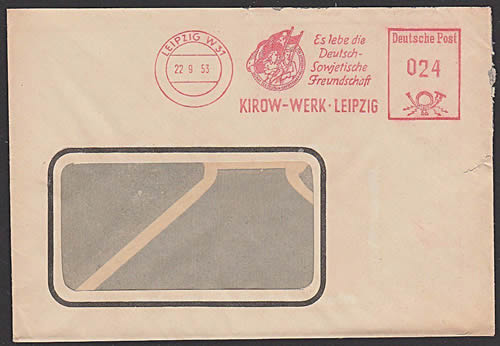 LEIPZIG W 31
22.9.53
Es lebe die
Deutsch-
Sowjetische
Freundschaft
KIROW-WERK·LEIPZIG
Deutsche Post
024